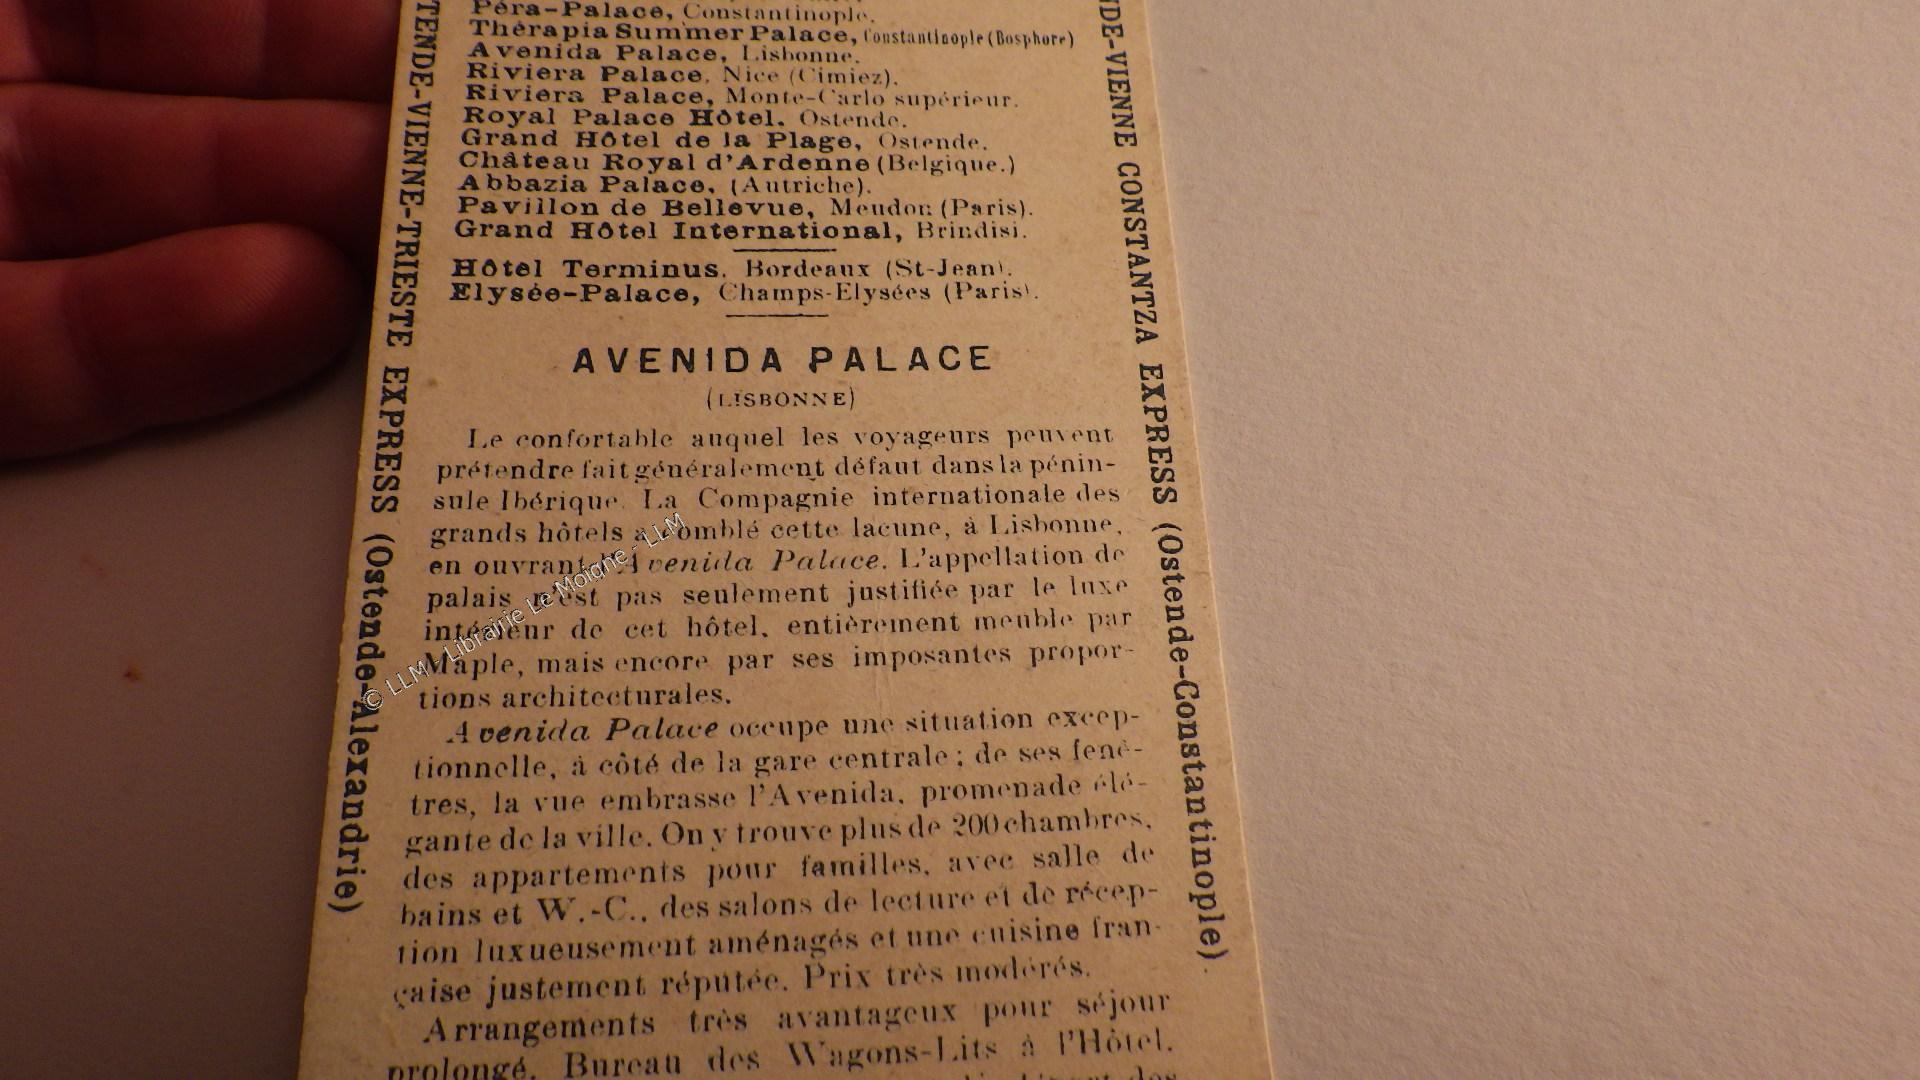 Péra-Palace, Constantinople.
Thérapia Summer Palace, Constantinople (Bosphore)
Avenida Palace, Lisbonne.
Riviera Palace, Nice (Cimiez).
Riviera Palace, Monte-Carlo supérieur.
Royal Palace Hôtel, Ostende.
Grand Hôtel de la Plage, Ostende.
Château Royal d'Ardenne (Belgique.)
Abbazia Palace, (Autriche).
Pavillon de Bellevue, Meudon (Paris).
Grand Hôtel International, Brindisi.
Hôtel Terminus, Bordeaux (St-Jean).
Elysée-Palace, Champs-Elysées (Paris).
AVENIDA PALACE
(LISBONNE)
Le confortable auquel les voyageurs peuvent
prétendre fait généralement défaut dans la pénin-
sule Ibérique. La Compagnie internationale des
grands hôtels a comblé cette lacune, à Lisbonne,
en ouvrant l'Avenida Palace. L'appellation de
palais n'est pas seulement justifiée par le luxe
intérieur de cet hôtel, entièrement meublé par
Maple, mais encore par ses imposantes propor-
tions architecturales.
Avenida Palace occupe une situation excep-
tionnelle, à côté de la gare centrale ; de ses fenê-
tres, la vue embrasse l'Avenida, promenade élé-
gante de la ville. On y trouve plus de 200 chambres,
des appartements pour familles, avec salle de
bains et W.-C., des salons de lecture et de récep-
tion luxueusement aménagés et une cuisine fran-
çaise justement réputée. Prix très modérés.
Arrangements très avantageux pour séjour
prolongé. Bureau des Wagons-Lits à l'Hôtel.
TENDE-VIENNE-TRIESTE EXPRESS (Ostende-Alexandrie)
NDE-VIENNE CONSTANTZA EXPRESS (Ostende-Constantinople).
© LLM - Librairie Le Moigne - LLM